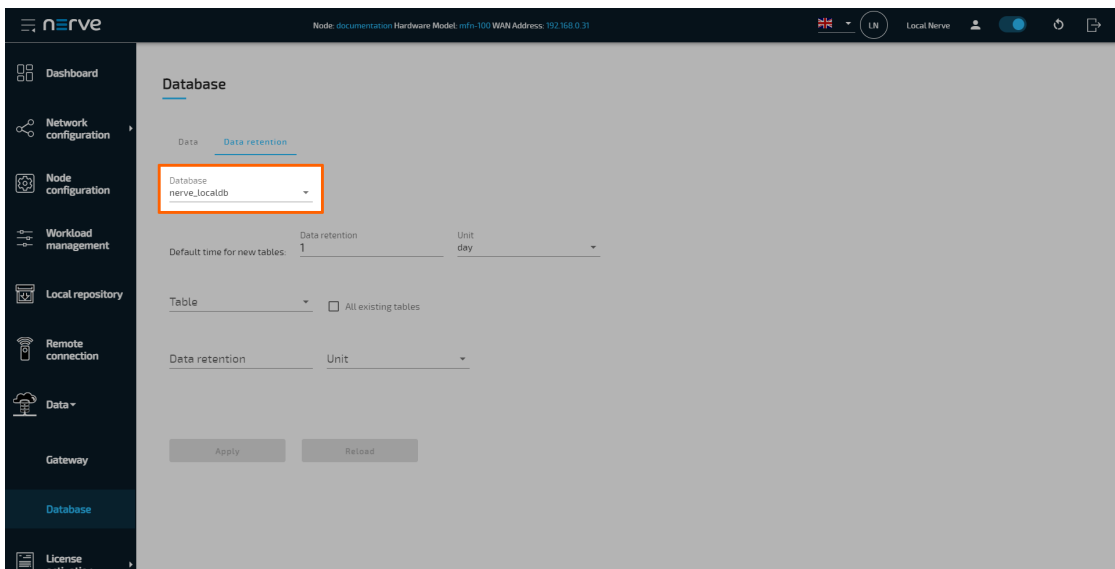 nerve
Node: documentation Hardware Model: mfn-100 WAN Address: 192.168.0.31
LN
Local Nerve
Dashboard
Network
configuration
Node
configuration
Workload
management
Local repository
Remote
connection
Data
Gateway
Database
License
activation
Database
Data Data retention
Database
nerve_localdb
Default time for new tables:
Data retention
1
Unit
day
Table
All existing tables
Data retention
Unit
Apply
Reload